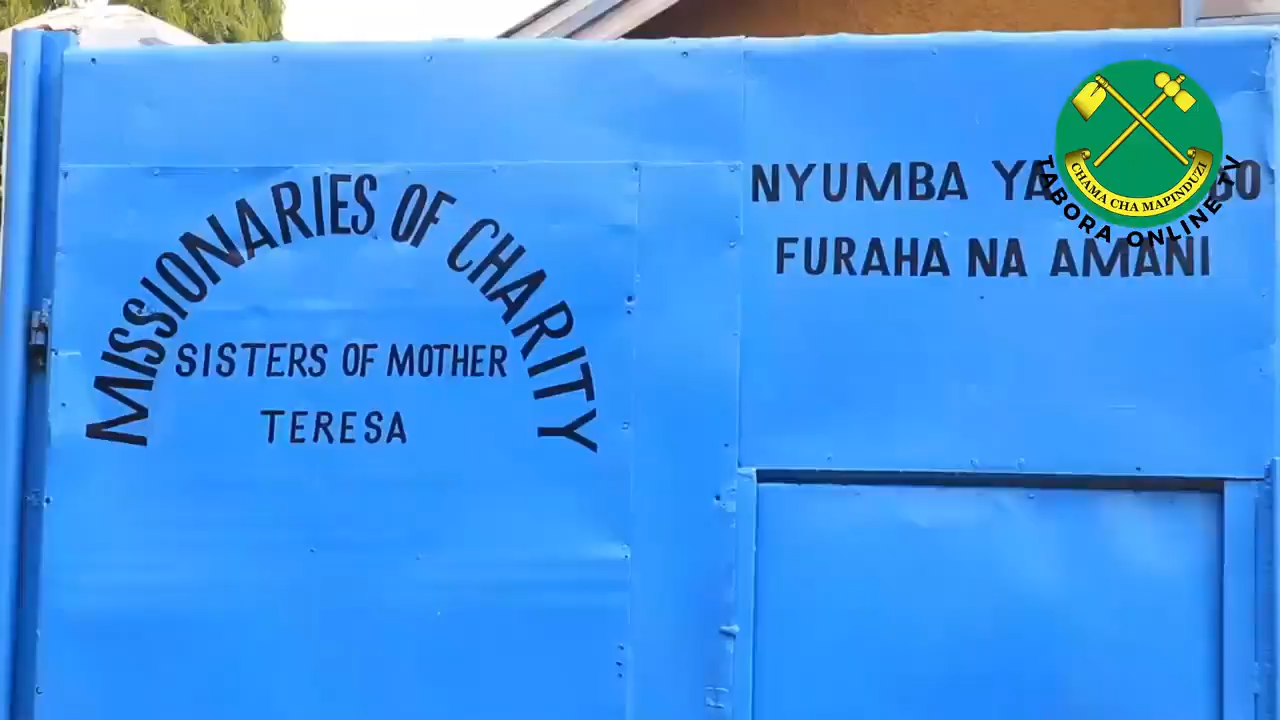 MISSIONARIES OF CHARITY
SISTERS OF MOTHER
TERESA
NYUMBA YA
FURAHA NA AMANI
CHAMA CHA MAPINDUZI
TABORA ONLINE TV